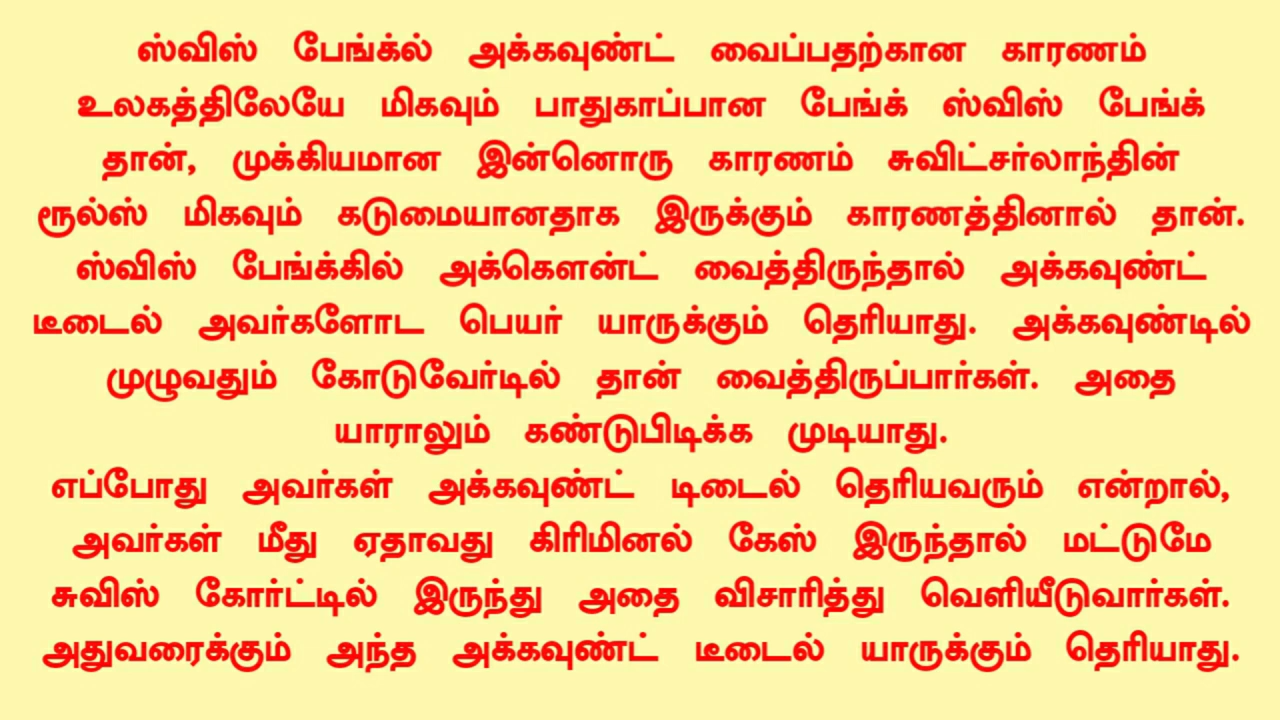 ஸ்விஸ் பேங்க்ல் அக்கவுண்ட் வைப்பதற்கான காரணம்
உலகத்திலேயே மிகவும் பாதுகாப்பான பேங்க் ஸ்விஸ் பேங்க்
தான், முக்கியமான இன்னொரு காரணம் சுவிட்சர்லாந்தின்
ரூல்ஸ் மிகவும் கடுமையானதாக இருக்கும் காரணத்தினால் தான்.
ஸ்விஸ் பேங்க்கில் அக்கௌன்ட் வைத்திருந்தால் அக்கவுண்ட்
டீடைல் அவர்களோட பெயர் யாருக்கும் தெரியாது. அக்கவுண்டில்
முழுவதும் கோடுவேர்டில் தான் வைத்திருப்பார்கள். அதை
யாராலும் கண்டுபிடிக்க முடியாது.
எப்போது அவர்கள் அக்கவுண்ட் டிடைல் தெரியவரும் என்றால்,
அவர்கள் மீது ஏதாவது கிரிமினல் கேஸ் இருந்தால் மட்டுமே
சுவிஸ் கோர்ட்டில் இருந்து அதை விசாரித்து வெளியீடுவார்கள்.
அதுவரைக்கும் அந்த அக்கவுண்ட் டீடைல் யாருக்கும் தெரியாது.